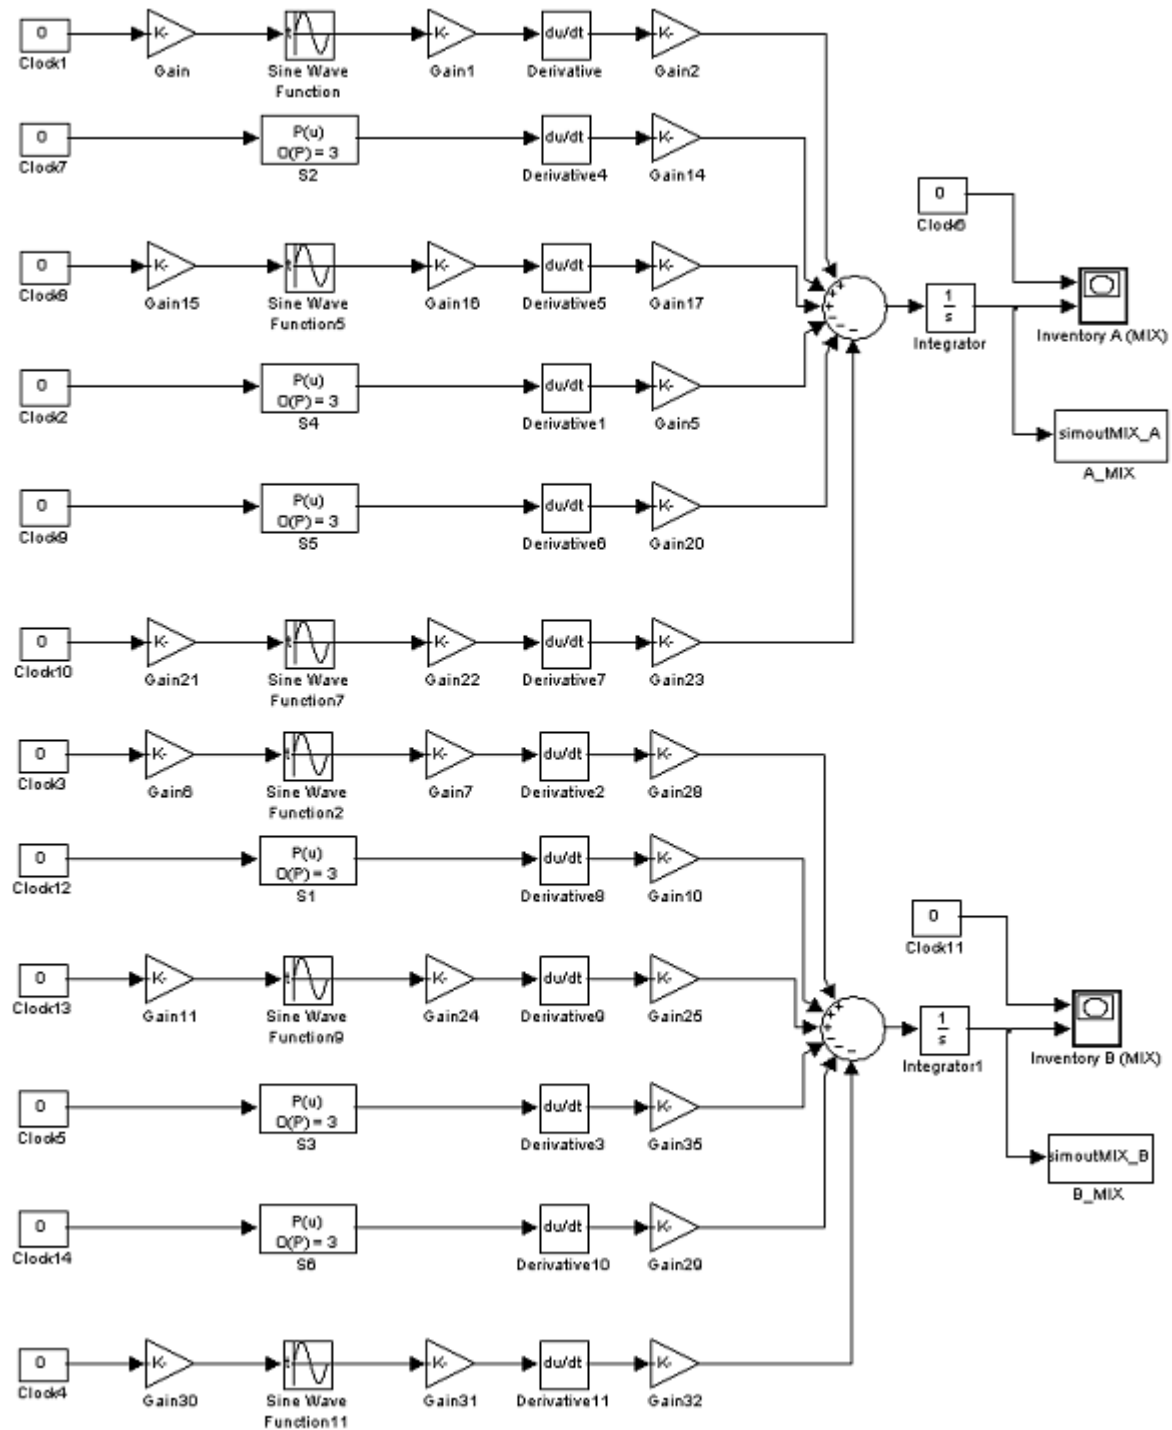 0 K- t K- du/dt K-
Clock1 Gain Sine Wave Function Gain1 Derivative Gain2
0 P(u) O(P) = 3 du/dt K-
Clock7 S2 Derivative4 Gain14
0
Clock6
0 K- t K- du/dt K-
Clock8 Gain15 Sine Wave Function5 Gain16 Derivative5 Gain17
+ + + - - -
1 s
Integrator
Inventory A (MIX)
0 P(u) O(P) = 3 du/dt K-
Clock2 S4 Derivative1 Gain5
simoutMIX_A
A_MIX
0 P(u) O(P) = 3 du/dt K-
Clock9 S5 Derivative6 Gain20
0 K- t K- du/dt K-
Clock10 Gain21 Sine Wave Function7 Gain22 Derivative7 Gain23
0 K- t K- du/dt K-
Clock3 Gain6 Sine Wave Function2 Gain7 Derivative2 Gain28
0 P(u) O(P) = 3 du/dt K-
Clock12 S1 Derivative8 Gain10
0
Clock11
0 K- t K- du/dt K-
Clock13 Gain11 Sine Wave Function9 Gain24 Derivative9 Gain25
+ + + - - -
1 s
Integrator1
Inventory B (MIX)
0 P(u) O(P) = 3 du/dt K-
Clock5 S3 Derivative3 Gain35
simoutMIX_B
B_MIX
0 P(u) O(P) = 3 du/dt K-
Clock14 S6 Derivative10 Gain29
0 K- t K- du/dt K-
Clock4 Gain30 Sine Wave Function11 Gain31 Derivative11 Gain32